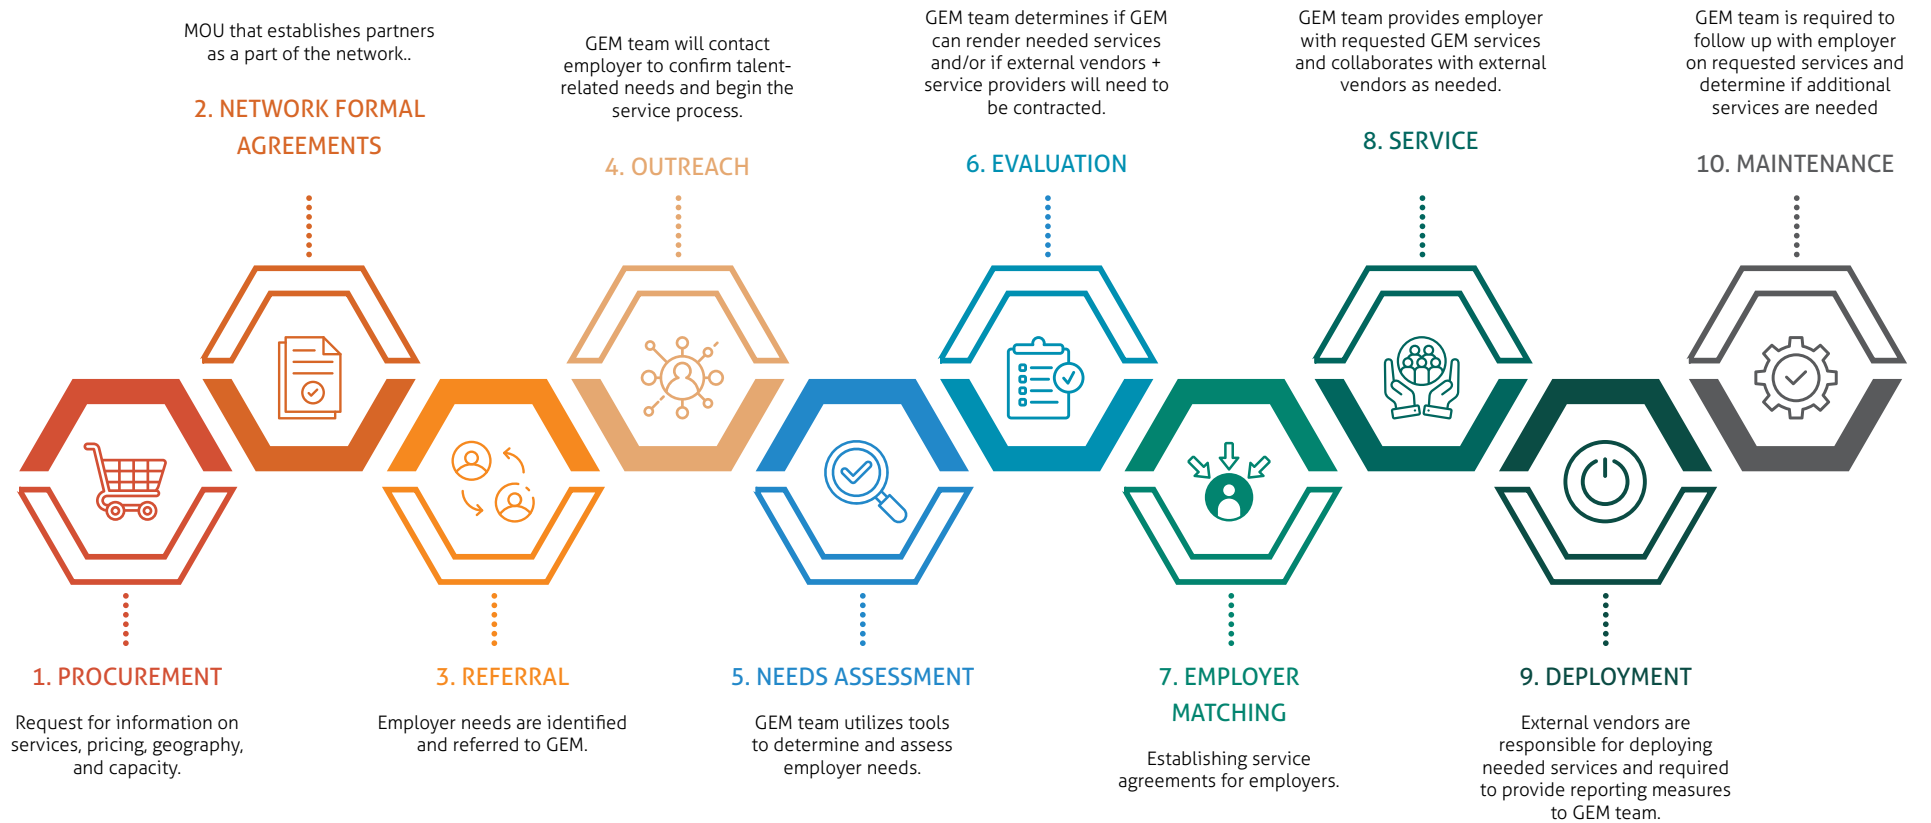 MOU that establishes partners
as a part of the network..
2. NETWORK FORMAL
AGREEMENTS
GEM team will contact
employer to confirm talent-
related needs and begin the
service process.
4. OUTREACH
GEM team determines if GEM
can render needed services
and/or if external vendors +
service providers will need to
be contracted.
6. EVALUATION
GEM team provides employer
with requested GEM services
and collaborates with external
vendors as needed.
8. SERVICE
GEM team is required to
follow up with employer
on requested services and
determine if additional
services are needed
10. MAINTENANCE
1. PROCUREMENT
Request for information on
services, pricing, geography,
and capacity.
3. REFERRAL
Employer needs are identified
and referred to GEM.
5. NEEDS ASSESSMENT
GEM team utilizes tools
to determine and assess
employer needs.
7. EMPLOYER
MATCHING
Establishing service
agreements for employers.
9. DEPLOYMENT
External vendors are
responsible for deploying
needed services and required
to provide reporting measures
to GEM team.